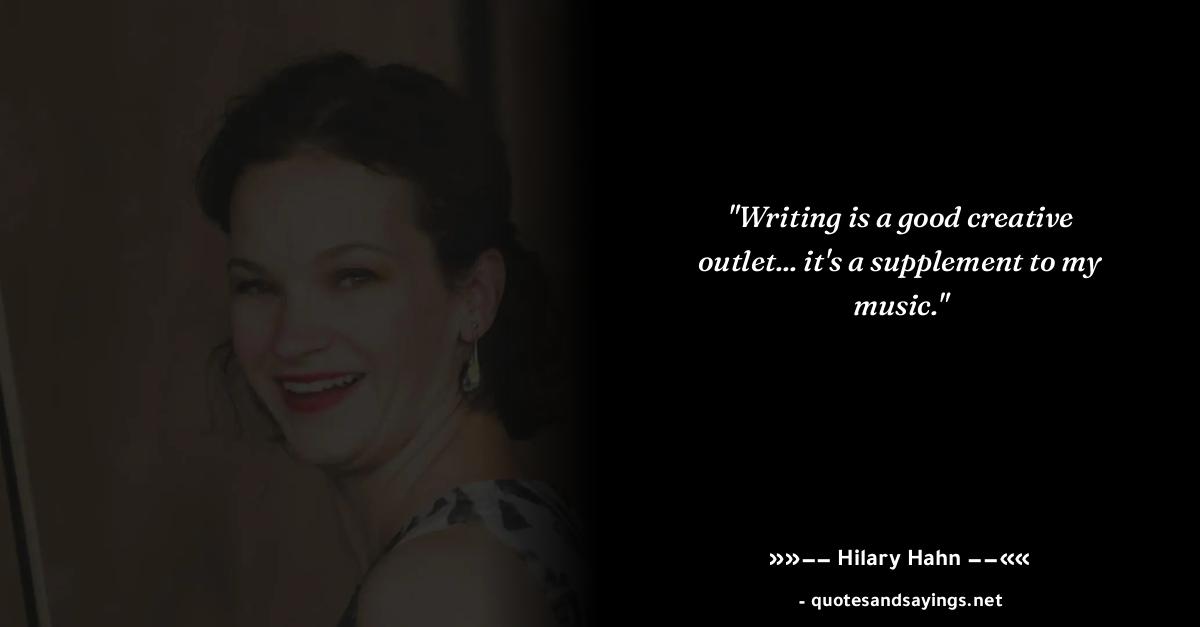 "Writing is a good creative
outlet... it's a supplement to my
music."
»»−− Hilary Hahn −−««
- quotesandsayings.net